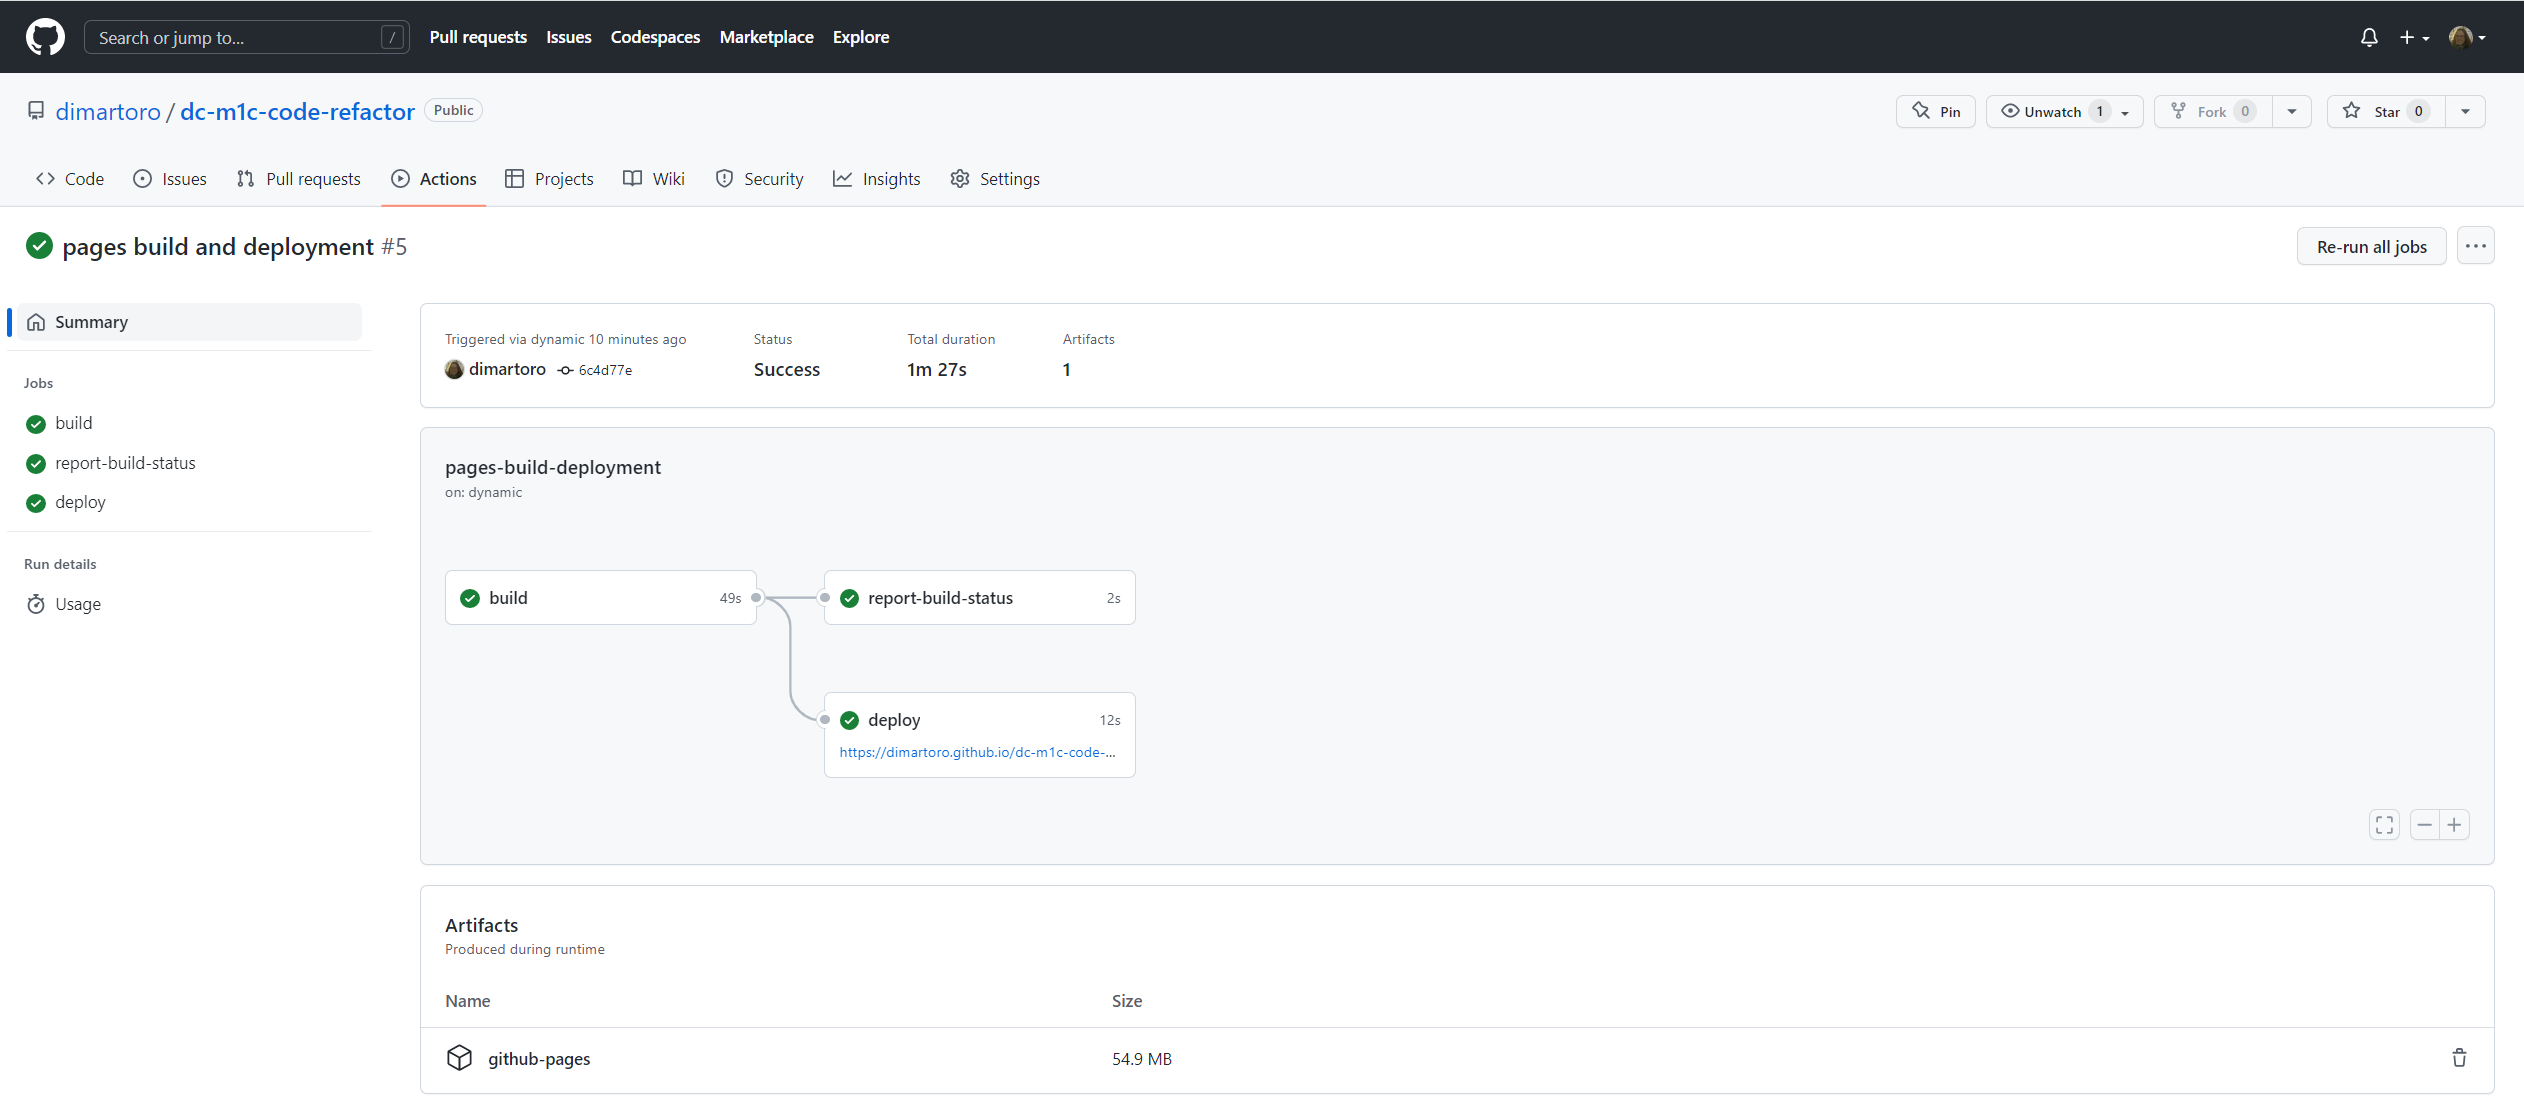 Search or jump to... /
Pull requests Issues Codespaces Marketplace Explore
dimartoro / dc-m1c-code-refactor Public
Pin Unwatch 1 Fork 0 Star 0
Code Issues Pull requests Actions Projects Wiki Security Insights Settings
pages build and deployment #5
Re-run all jobs
Summary
Jobs
build
report-build-status
deploy
Run details
Usage
Triggered via dynamic 10 minutes ago Status Total duration Artifacts
dimartoro 6c4d77e Success 1m 27s 1
pages-build-deployment
on: dynamic
build 49s report-build-status 2s
deploy 12s
https://dimartoro.github.io/dc-m1c-code-...
Artifacts
Produced during runtime
Name Size
github-pages 54.9 MB